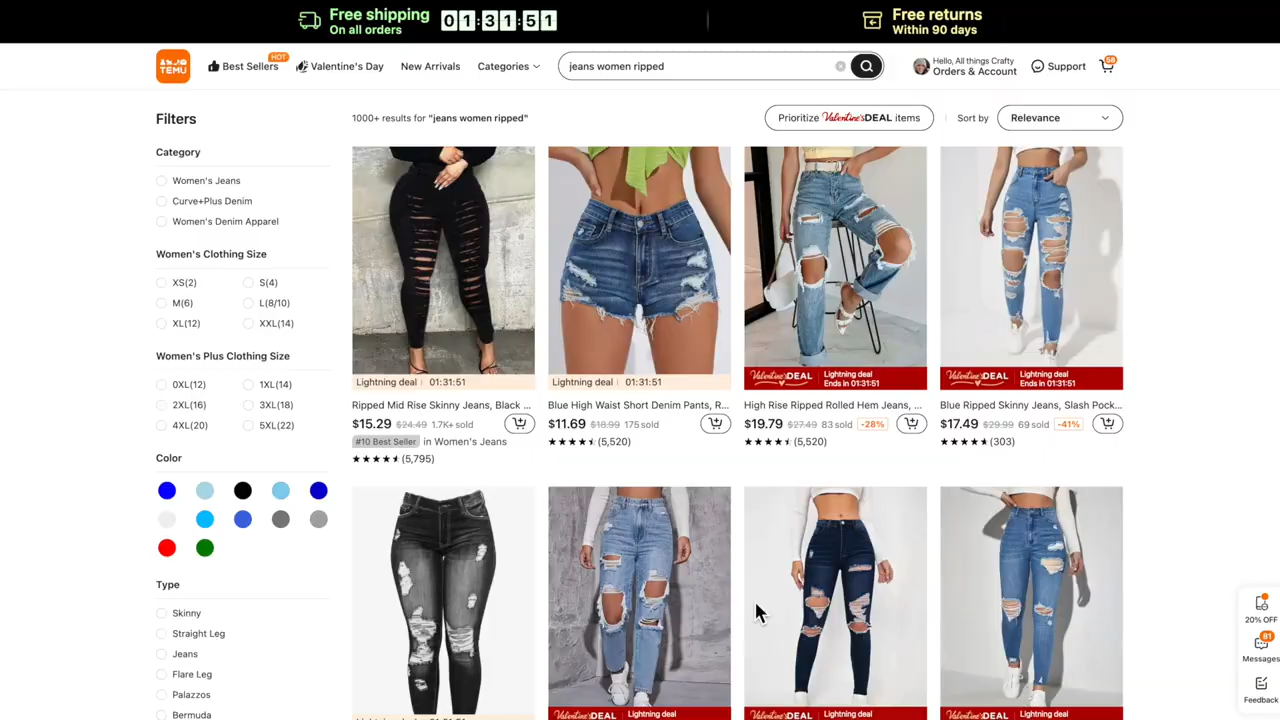 Free shipping
On all orders
01:31:51
Free returns
Within 90 days
TEMU
Best Sellers
HOT
Valentine's Day
New Arrivals
Categories
jeans women ripped
Hello, All things Crafty
Orders & Account
Support
58
Filters
1000+ results for "jeans women ripped"
Prioritize Valentine's DEAL items
Sort by
Relevance
Category
Women's Jeans
Curve+Plus Denim
Women's Denim Apparel
Women's Clothing Size
XS(2)
S(4)
M(6)
L(8/10)
XL(12)
XXL(14)
Women's Plus Clothing Size
0XL(12)
1XL(14)
2XL(16)
3XL(18)
4XL(20)
5XL(22)
Color
Type
Skinny
Straight Leg
Jeans
Flare Leg
Palazzos
Bermuda
Lightning deal | 01:31:51
Ripped Mid Rise Skinny Jeans, Black ...
$15.29 $24.49 1.7K+ sold
#10 Best Seller in Women's Jeans
(5,795)
Lightning deal | 01:31:51
Blue High Waist Short Denim Pants, R...
$11.69 $18.99 175 sold
(5,520)
Valentine's DEAL
Lightning deal
Ends in 01:31:51
High Rise Ripped Rolled Hem Jeans, ...
$19.79 $27.49 83 sold -28%
(5,520)
Valentine's DEAL
Lightning deal
Ends in 01:31:51
Blue Ripped Skinny Jeans, Slash Pock...
$17.49 $29.99 69 sold -41%
(303)
Valentine's DEAL
Lightning deal
Valentine's DEAL
Lightning deal
Valentine's DEAL
Lightning deal
20% OFF
81
Messages
Feedback